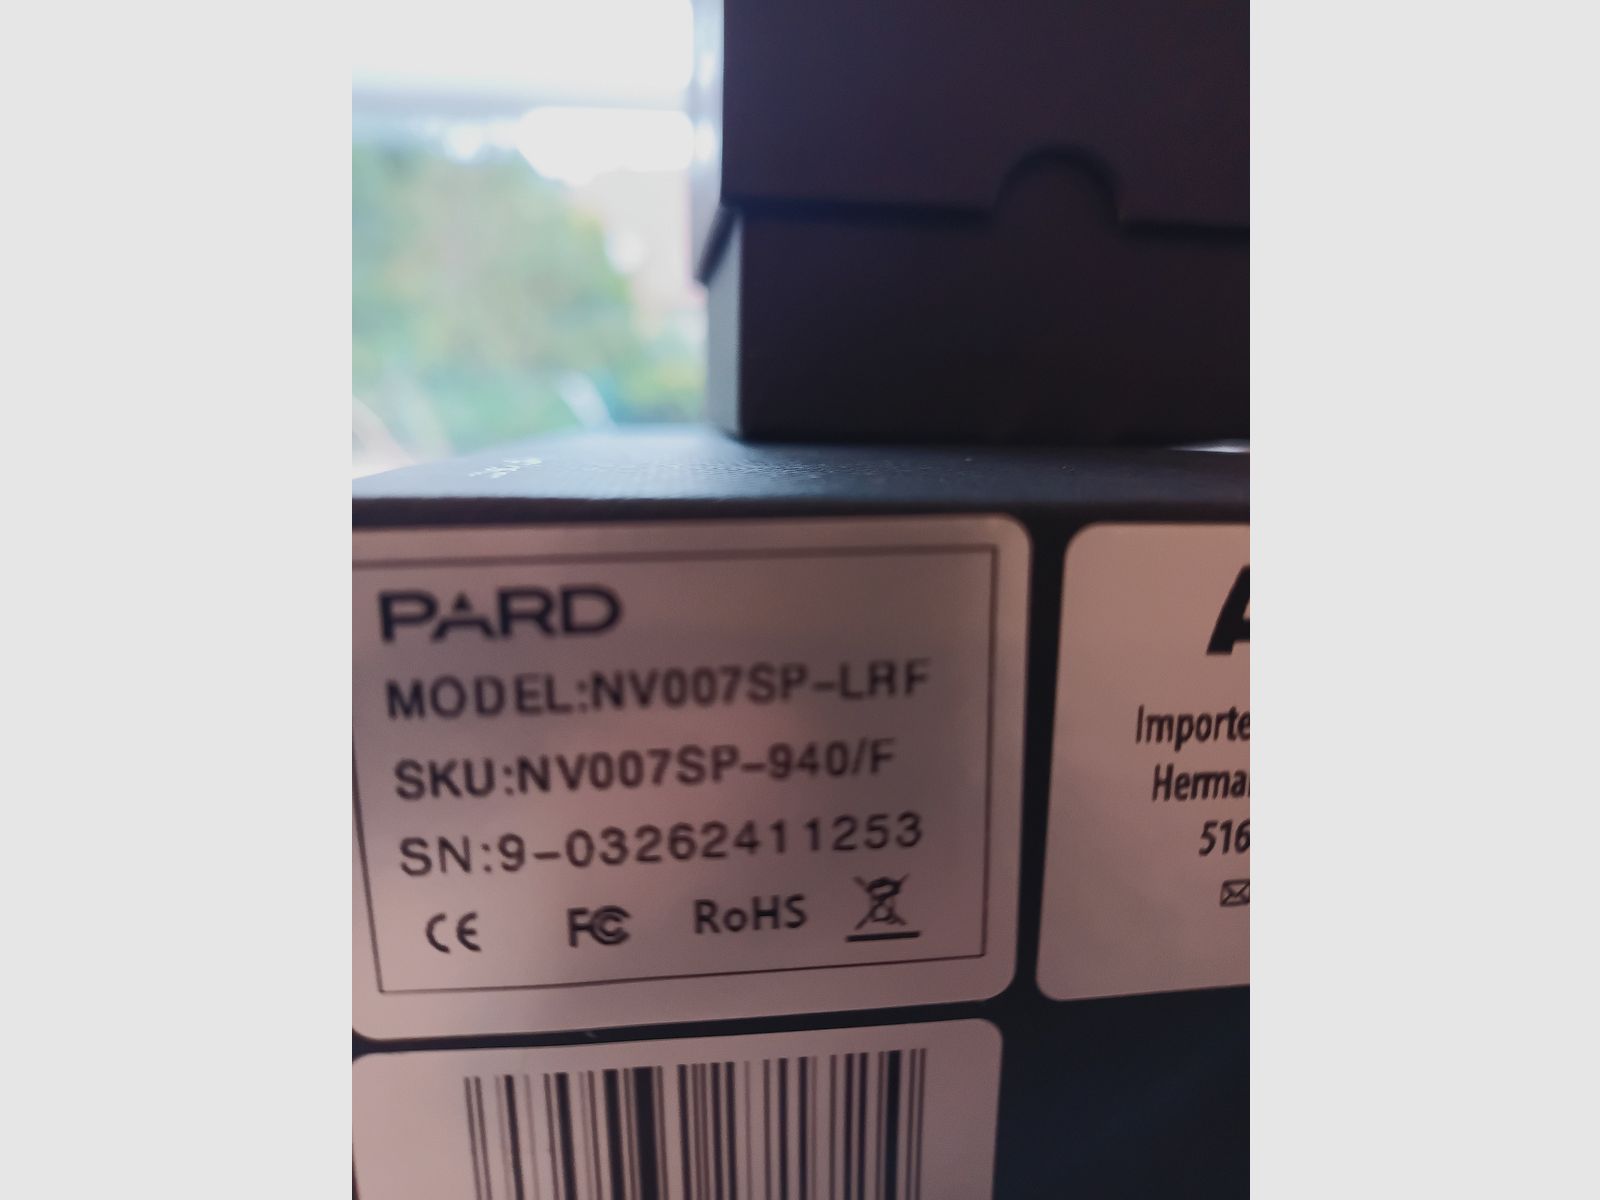 PARD
MODEL:NV007SP-LRF
SKU:NV007SP-940/F
SN:9-03262411253
CE FC RoHS
A
Importe
Herma
516